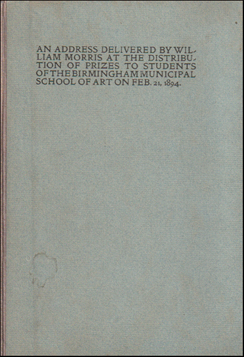 AN ADDRESS DELIVERED BY WIL-
LIAM MORRIS AT THE DISTRIBU-
TION OF PRIZES TO STUDENTS
OF THE BIRMINGHAM MUNICIPAL
SCHOOL OF ART ON FEB. 21, 1894.